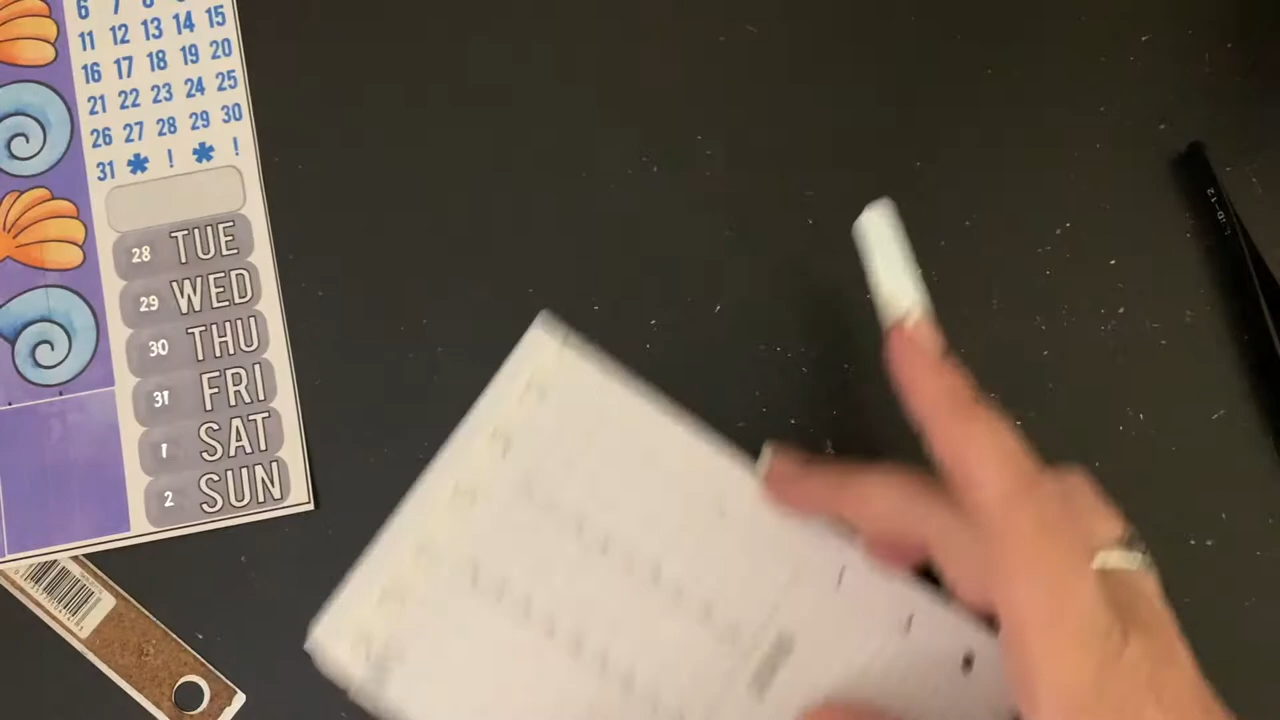 6 7 8
11 12 13 14 15
16 17 18 19 20
21 22 23 24 25
26 27 28 29 30
31 * ! * !
28 TUE
29 WED
30 THU
31 FRI
1 SAT
2 SUN